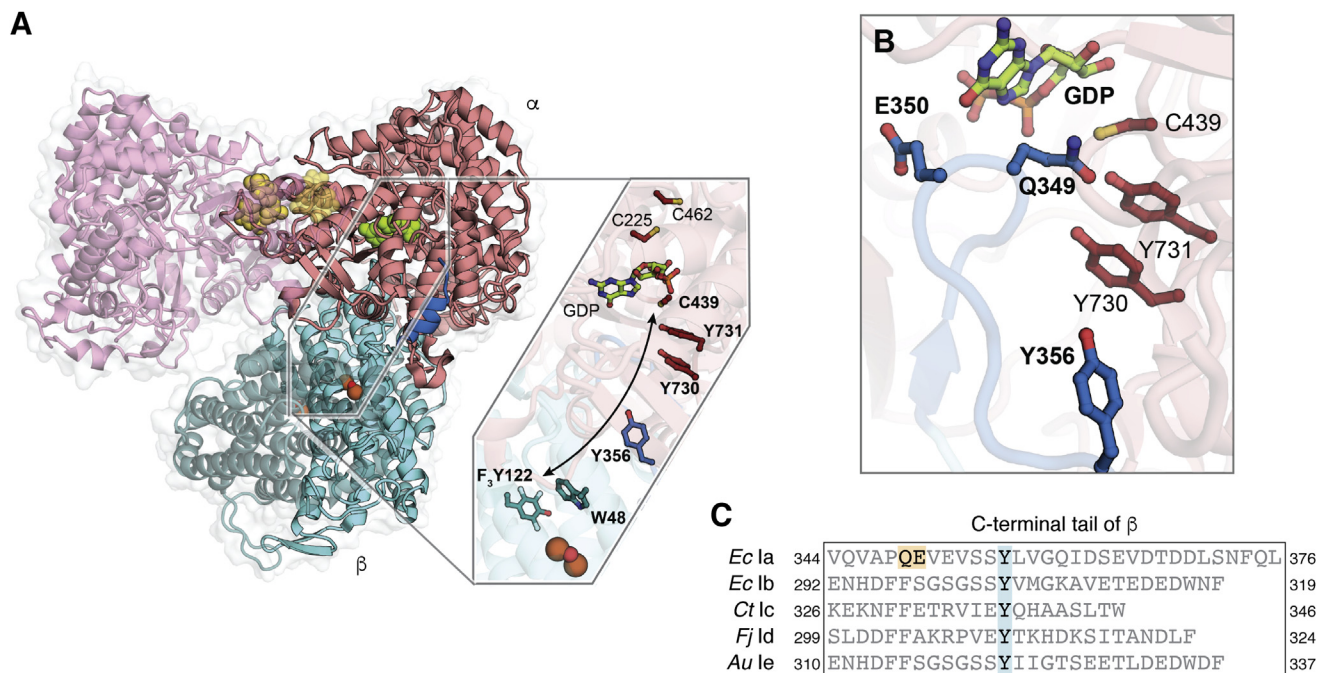 A
α
β
C225
C462
GDP
C439
Y731
Y730
Y356
F₃Y122
W48
B
GDP
E350
C439
Q349
Y731
Y730
Y356
C
C-terminal tail of β
Ec Ia 344 VQVAPQEVEVSSYLVGQIDSEVDTDDLSNFQL 376
Ec Ib 292 ENHDFFSGSGSSYVMGKAVETEDEDWNF 319
Ct Ic 326 KEKNFFETRVIEYQHAASLTW 346
Fj Id 299 SLDDFFAKRPVEYTKHDKSITANDLF 324
Au Ie 310 ENHDFFSGSGSSYIIGTSEETLDEDWDF 337